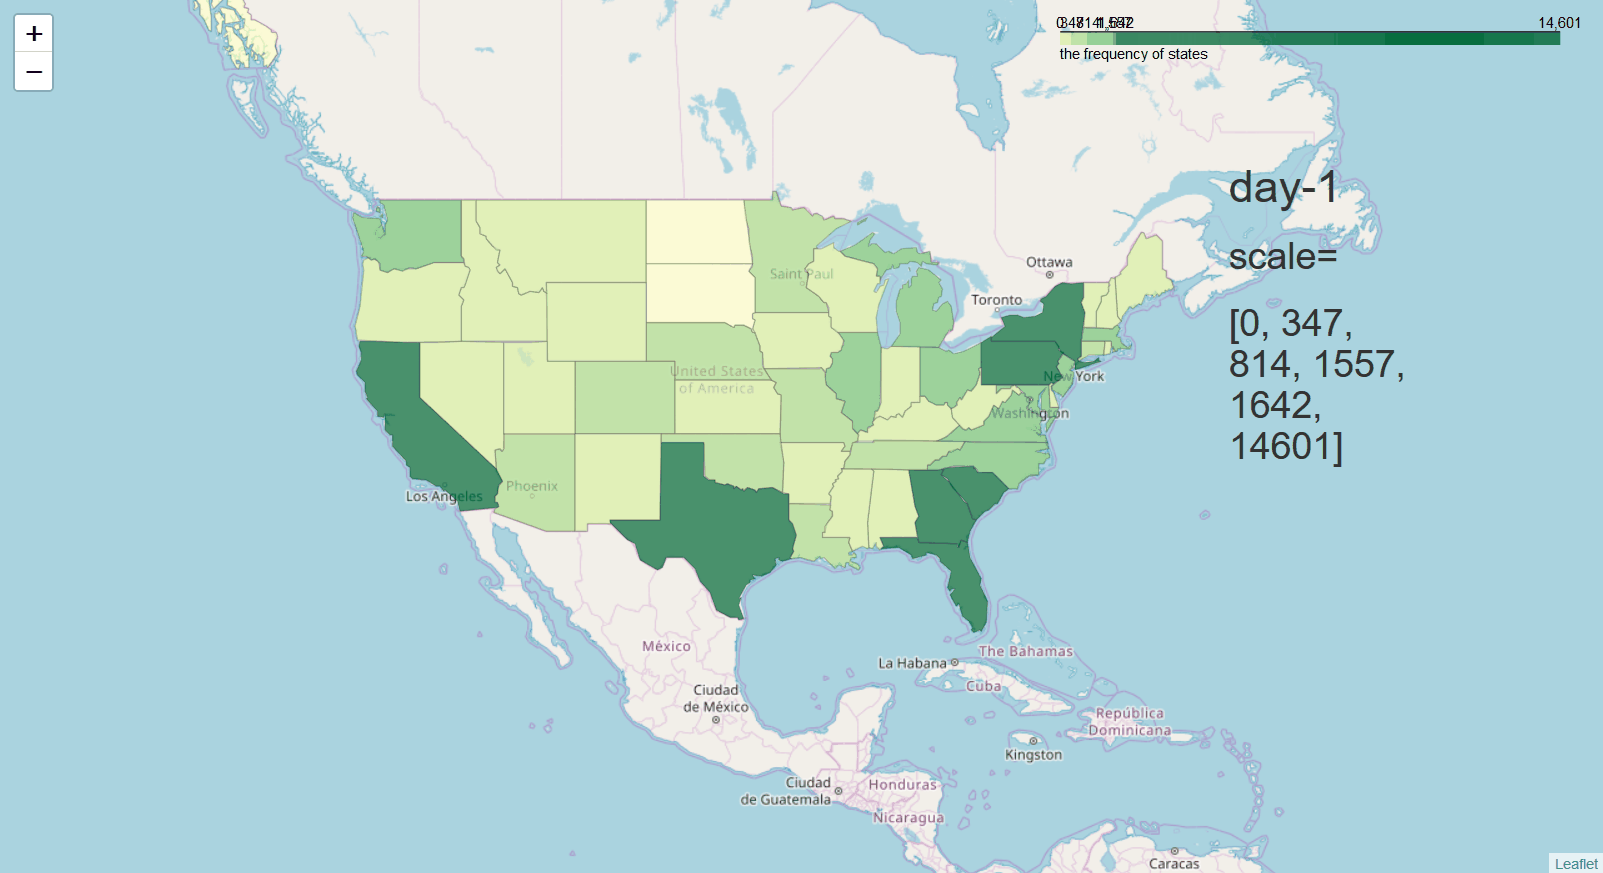 +
−
14,601
the frequency of states
day-1
scale=
[0, 347,
814, 1557,
1642,
14601]
Ottawa
Saint Paul
Toronto
United States
of America
New York
Washington
Phoenix
Los Angeles
México
The Bahamas
La Habana
Cuba
Ciudad
de México
República
Dominicana
Kingston
Ciudad
de Guatemala
Honduras
Nicaragua
Caracas
Leaflet